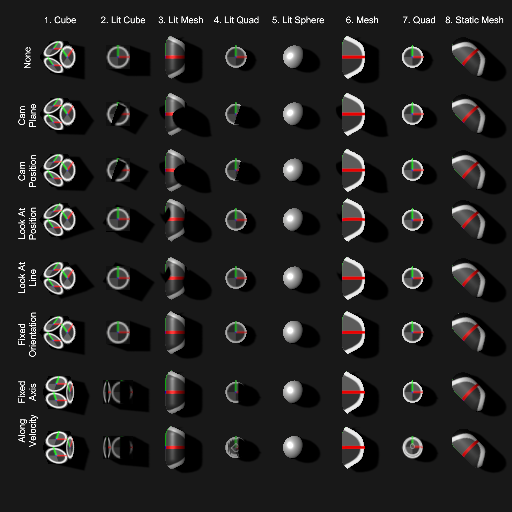 1. Cube 2. Lit Cube 3. Lit Mesh 4. Lit Quad 5. Lit Sphere 6. Mesh 7. Quad 8. Static Mesh
None
Cam
Plane
Cam
Position
Look At
Position
Look At
Line
Fixed
Orientation
Fixed
Axis
Along
Velocity